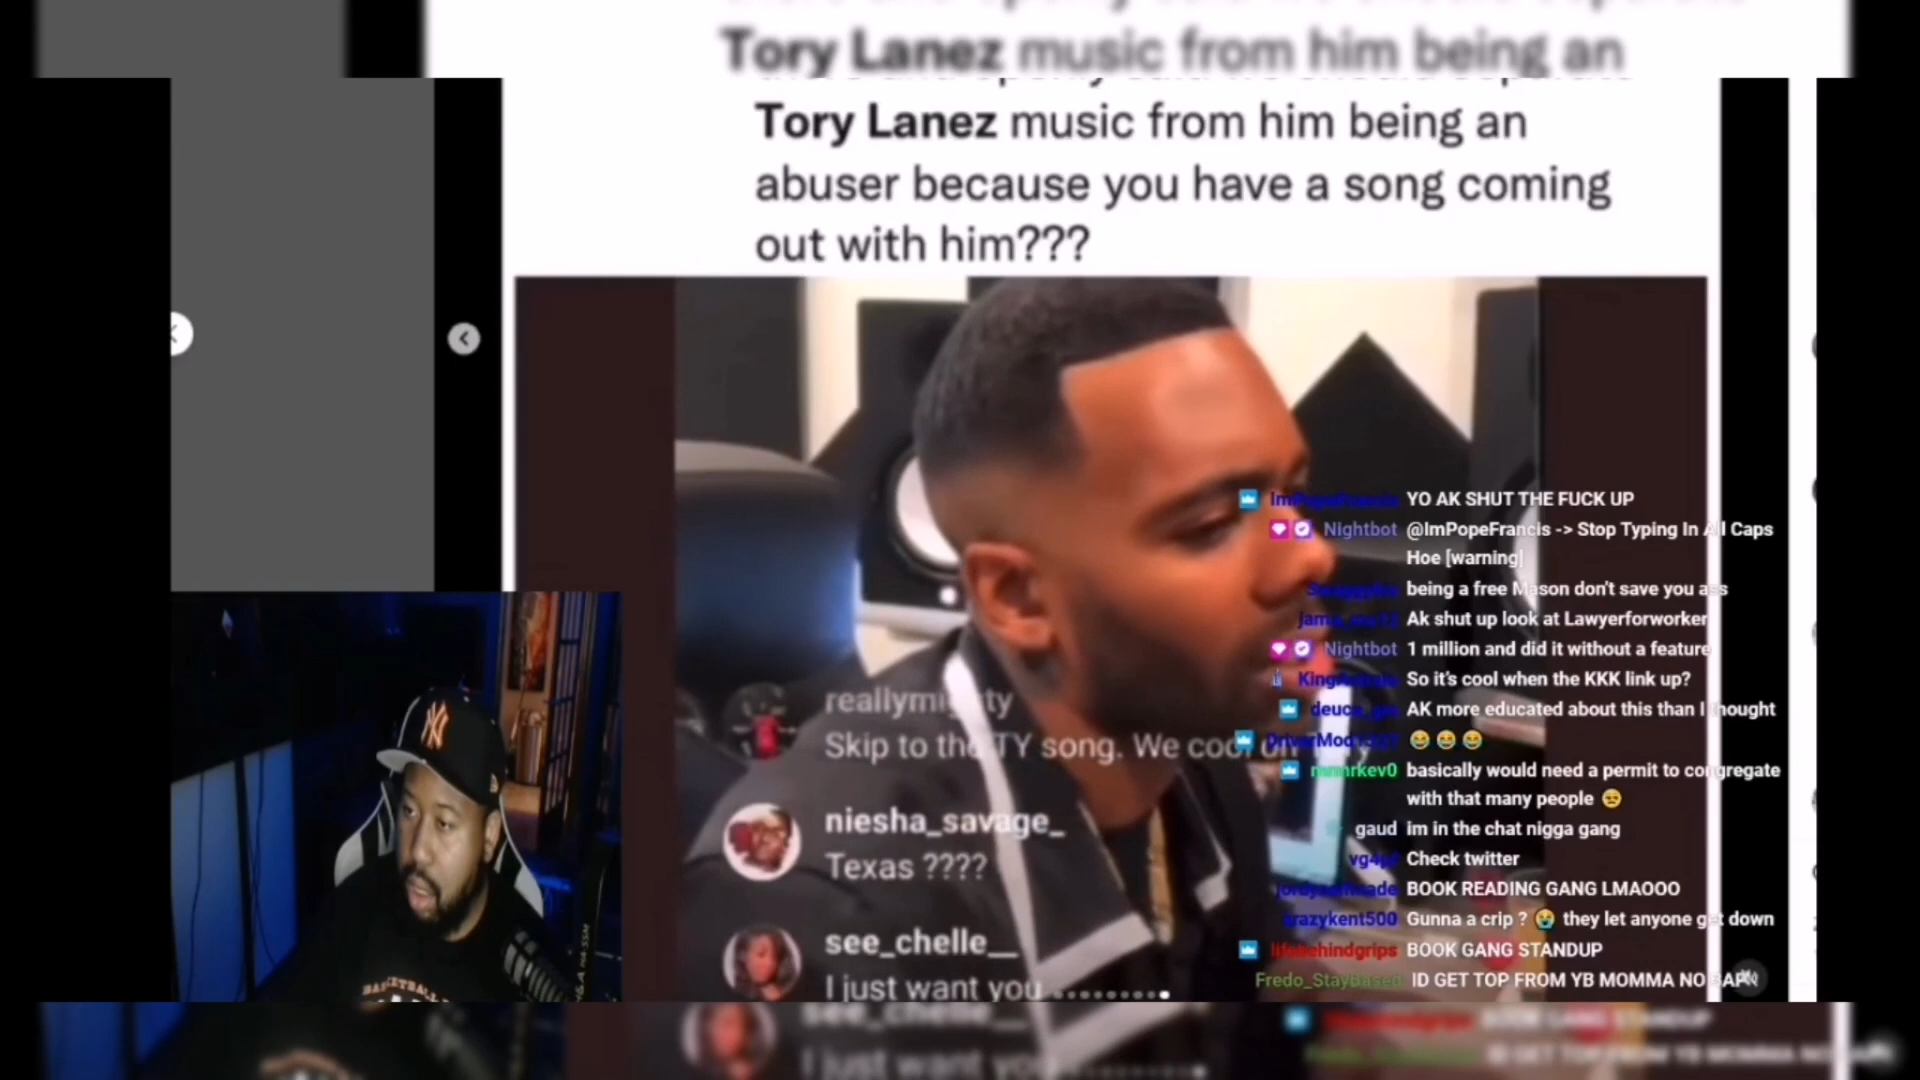 Tory Lanez music from him being an
Tory Lanez music from him being an
abuser because you have a song coming
out with him???
YO AK SHUT THE FUCK UP
Nightbot @ImPopeFrancis -> Stop Typing In All Caps
Hoe [warning]
being a free Mason don't save you ass
Ak shut up look at Lawyerforworker
Nightbot 1 million and did it without a feature
So it's cool when the KKK link up?
AK more educated about this than I thought
😂 😂 😂
basically would need a permit to congregate
with that many people 😒
gaud im in the chat nigga gang
Check twitter
BOOK READING GANG LMAOOO
crazykent500 Gunna a crip ? 😭 they let anyone get down
BOOK GANG STANDUP
Fredo_StayBased ID GET TOP FROM YB MOMMA NO
Skip to the TY song. We cool on
niesha_savage_
Texas ????
see_chelle__
I just want you
NY